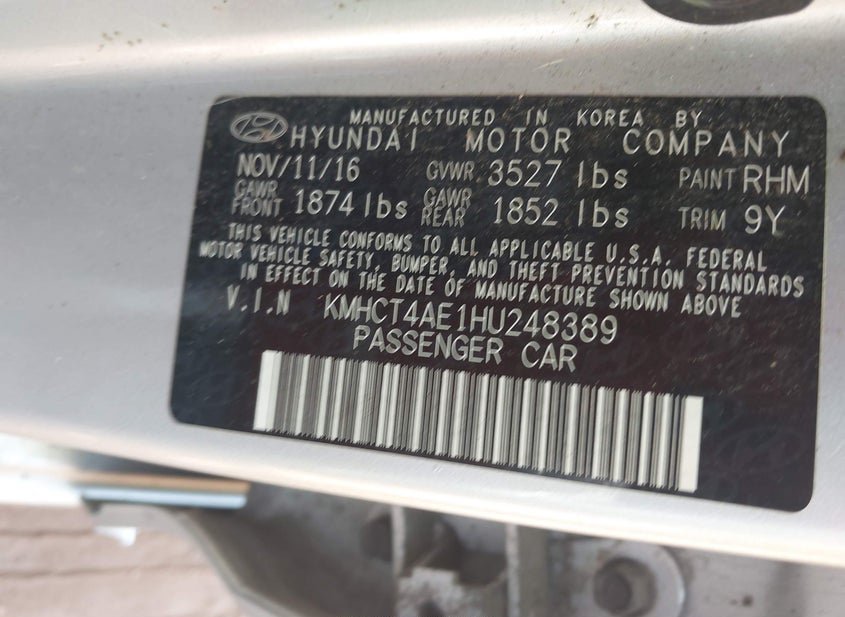 MANUFACTURED IN KOREA BY
HYUNDAI MOTOR COMPANY
NOV/11/16 GVWR 3527 lbs PAINT RHM
GAWR FRONT 1874 lbs GAWR REAR 1852 lbs TRIM 9Y
THIS VEHICLE CONFORMS TO ALL APPLICABLE U.S.A. FEDERAL
MOTOR VEHICLE SAFETY, BUMPER, AND THEFT PREVENTION STANDARDS
IN EFFECT ON THE DATE OF MANUFACTURE SHOWN ABOVE
V.I.N KMHCT4AE1HU248389
PASSENGER CAR